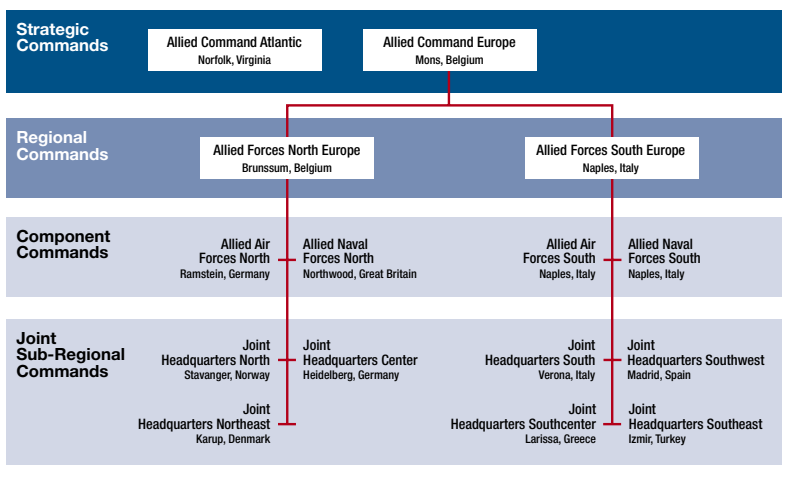 Strategic
Commands
Allied Command Atlantic
Norfolk, Virginia
Allied Command Europe
Mons, Belgium
Regional
Commands
Allied Forces North Europe
Brunssum, Belgium
Allied Forces South Europe
Naples, Italy
Component
Commands
Allied Air
Forces North
Ramstein, Germany
Allied Naval
Forces North
Northwood, Great Britain
Allied Air
Forces South
Naples, Italy
Allied Naval
Forces South
Naples, Italy
Joint
Sub-Regional
Commands
Joint
Headquarters North
Stavanger, Norway
Joint
Headquarters Center
Heidelberg, Germany
Joint
Headquarters South
Verona, Italy
Joint
Headquarters Southwest
Madrid, Spain
Joint
Headquarters Northeast
Karup, Denmark
Joint
Headquarters Southcenter
Larissa, Greece
Joint
Headquarters Southeast
Izmir, Turkey